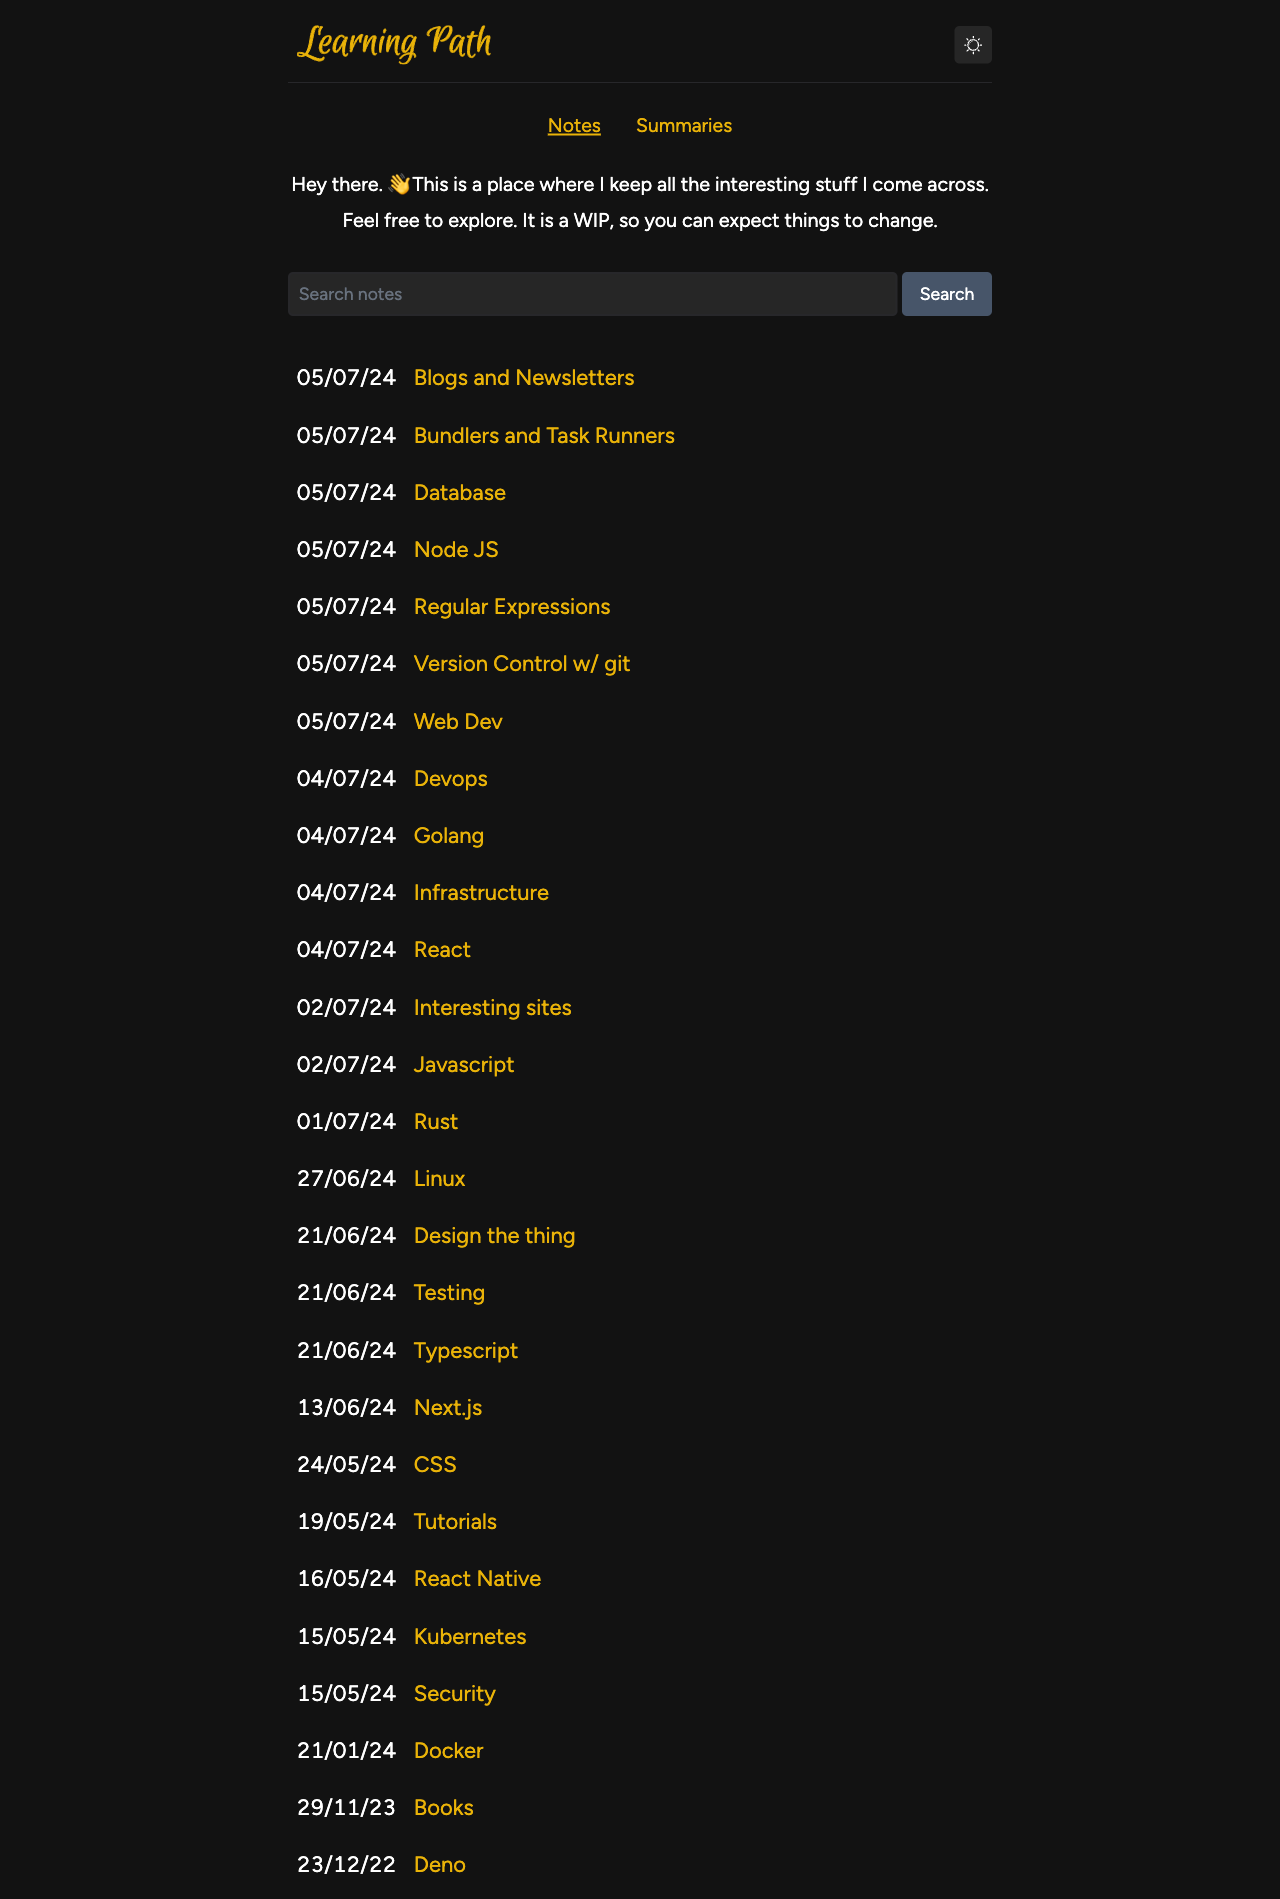 Learning Path
Notes Summaries
Hey there. 👋This is a place where I keep all the interesting stuff I come across.
Feel free to explore. It is a WIP, so you can expect things to change.
Search notes Search
05/07/24 Blogs and Newsletters
05/07/24 Bundlers and Task Runners
05/07/24 Database
05/07/24 Node JS
05/07/24 Regular Expressions
05/07/24 Version Control w/ git
05/07/24 Web Dev
04/07/24 Devops
04/07/24 Golang
04/07/24 Infrastructure
04/07/24 React
02/07/24 Interesting sites
02/07/24 Javascript
01/07/24 Rust
27/06/24 Linux
21/06/24 Design the thing
21/06/24 Testing
21/06/24 Typescript
13/06/24 Next.js
24/05/24 CSS
19/05/24 Tutorials
16/05/24 React Native
15/05/24 Kubernetes
15/05/24 Security
21/01/24 Docker
29/11/23 Books
23/12/22 Deno